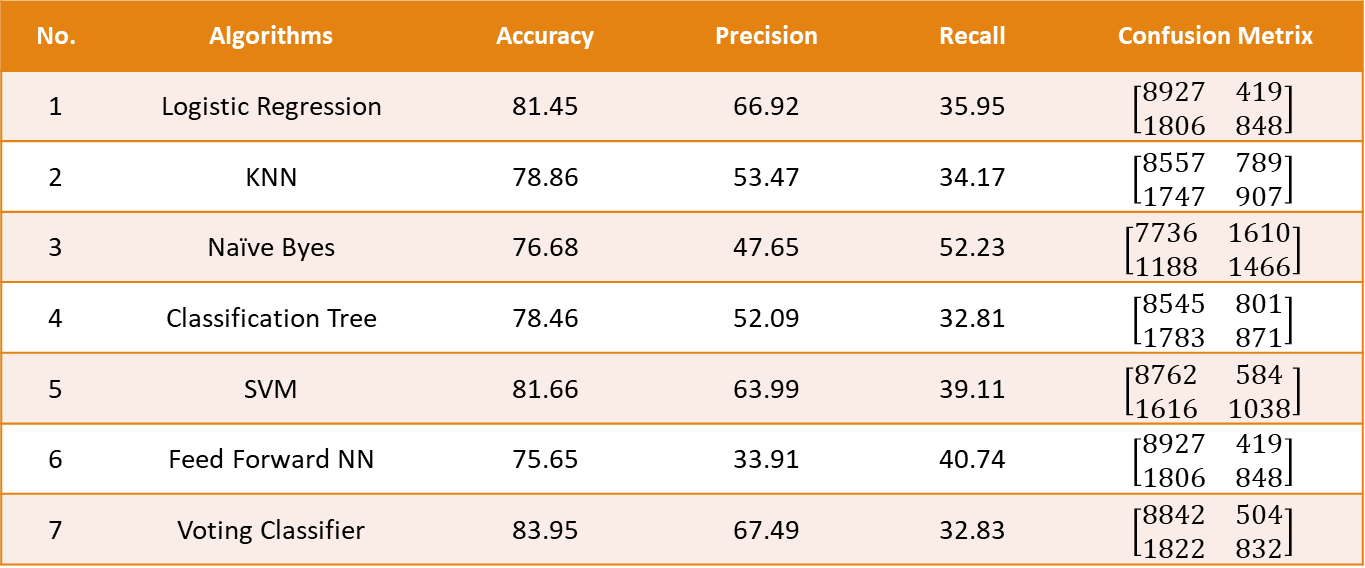 No. Algorithms Accuracy Precision Recall Confusion Metrix
1 Logistic Regression 81.45 66.92 35.95 [8927 419
1806 848]
2 KNN 78.86 53.47 34.17 [8557 789
1747 907]
3 Naïve Byes 76.68 47.65 52.23 [7736 1610
1188 1466]
4 Classification Tree 78.46 52.09 32.81 [8545 801
1783 871]
5 SVM 81.66 63.99 39.11 [8762 584
1616 1038]
6 Feed Forward NN 75.65 33.91 40.74 [8927 419
1806 848]
7 Voting Classifier 83.95 67.49 32.83 [8842 504
1822 832]